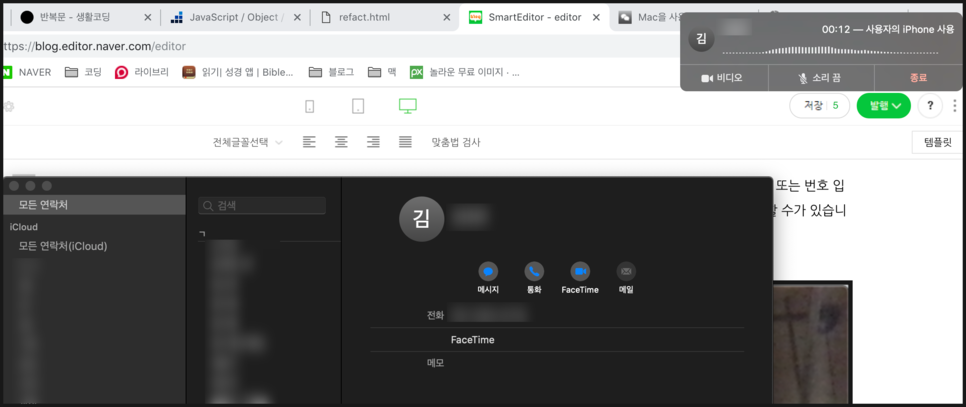 반복문 - 생활코딩
JavaScript / Object /
refact.html
SmartEditor - editor
Mac을 사용
00:12 — 사용자의 iPhone 사용
김
비디오
소리 끔
종료
ttps://blog.editor.naver.com/editor
NAVER
코딩
라이브러리
읽기| 성경 앱 | Bible...
블로그
맥
놀라운 무료 이미지 · ...
저장 5
발행
?
전체글꼴선택
맞춤법 검사
템플릿
또는 번호 입
수가 있습니
모든 연락처
iCloud
모든 연락처(iCloud)
검색
ㄱ
김
메시지
통화
FaceTime
메일
전화
FaceTime
메모